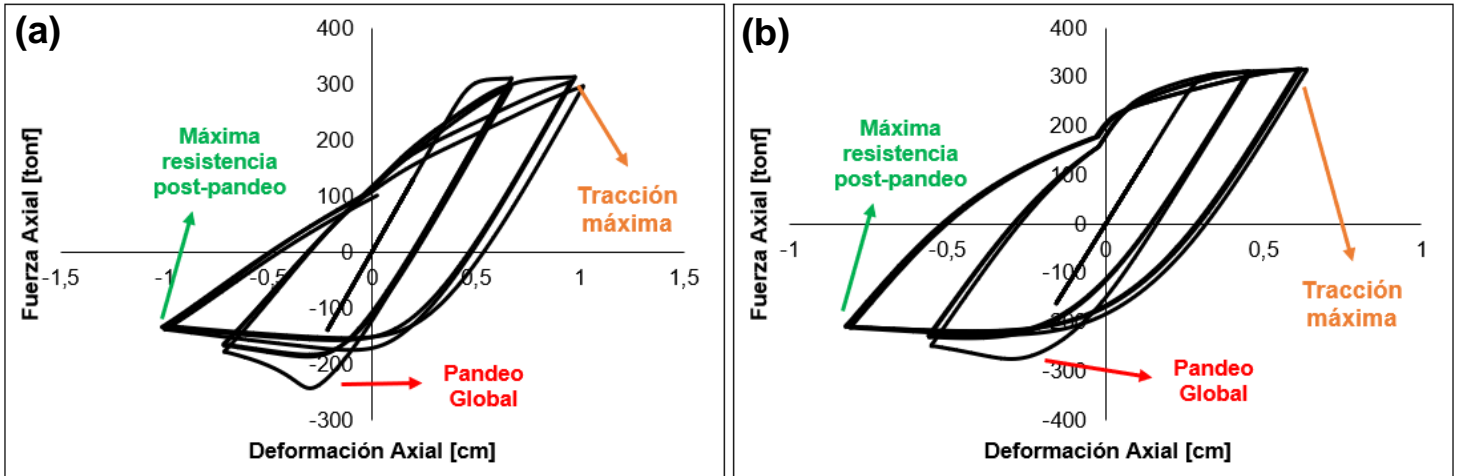 (a)
400
300
200
100
0
-100
-200
-300
-1,5
-1
-0,5
0
0,5
1
1,5
Fuerza Axial [tonf]
Deformación Axial [cm]
Máxima
resistencia
post-pandeo
Tracción
máxima
Pandeo
Global
(b)
400
300
200
100
0
-100
-200
-300
-400
-1
-0,5
0
0,5
1
Fuerza Axial [tonf]
Deformación Axial [cm]
Máxima
resistencia
post-pandeo
Tracción
máxima
Pandeo
Global